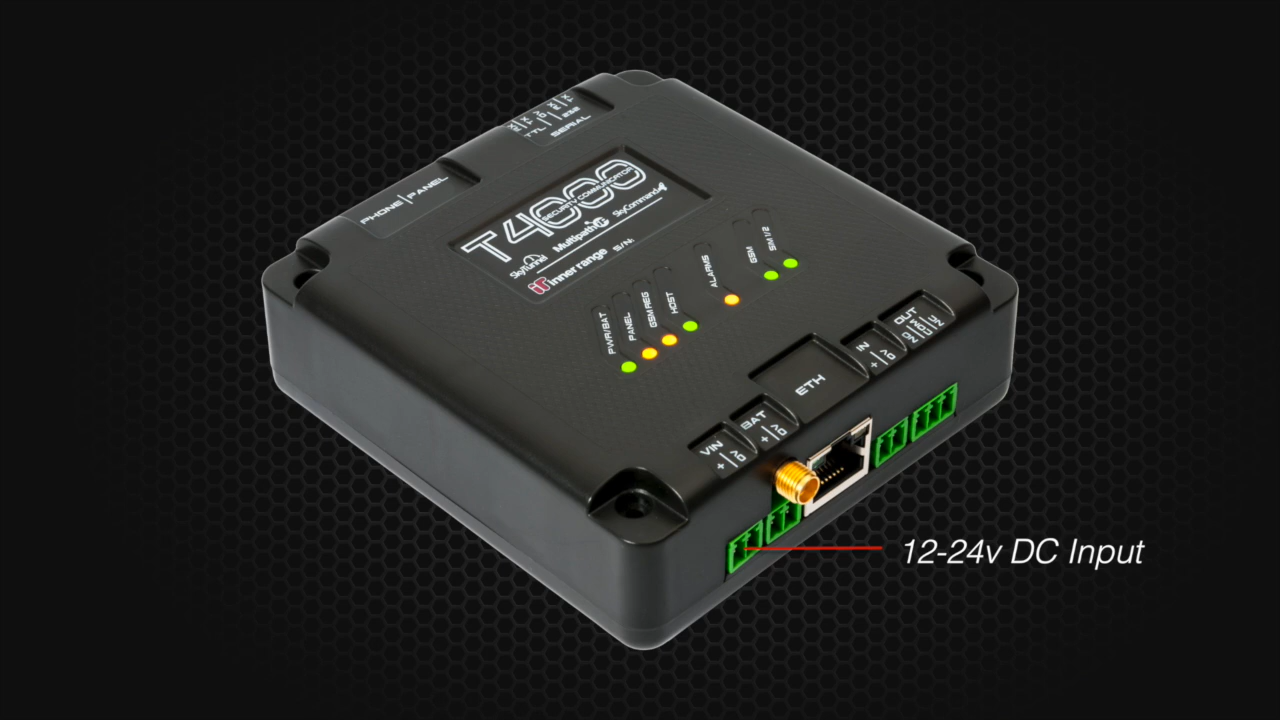 TTL
SERIAL
232
PHONE
PANEL
T4000
SECURITY COMMUNICATOR
SkyTunnel
Multipath
SkyCommand
inner range
S/N:
PWR/BAT
PANEL
GSM REG
HOST
ALARMS
GSM
SIM 1/2
VIN
+ 0V
BAT
+ 0V
ETH
IN
+ 0V
OUT
12-24v DC Input